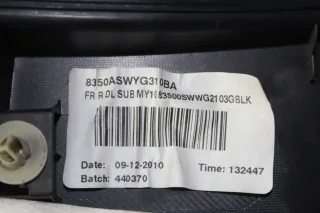 8350ASWYG310BA
FR R DL SUB MY10 83500SWWG2103GBLK
Date: 09-12-2010 Time: 132447
Batch: 440370